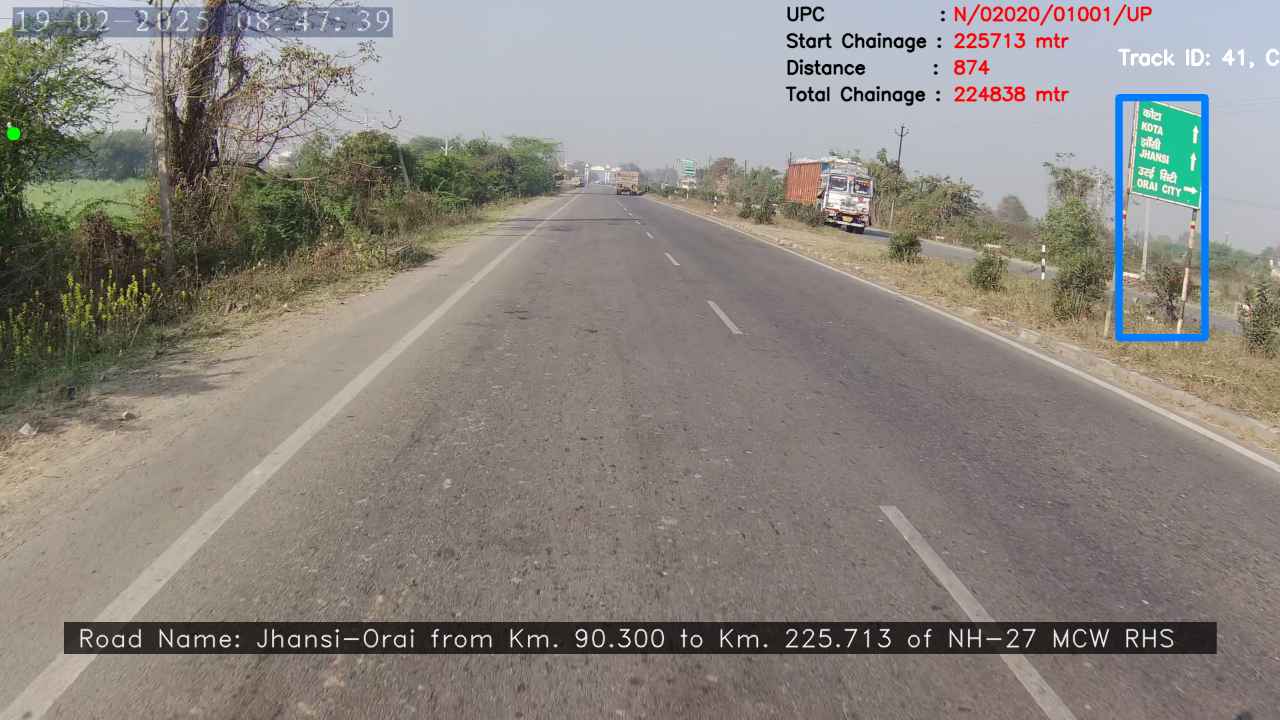 19-02-2025 08:47:39
UPC : N/02020/01001/UP
Start Chainage : 225713 mtr
Distance : 874
Total Chainage : 224838 mtr
Track ID: 41, C
कोटा
KOTA
झाँसी
JHANSI
उरई सिटी
ORAI CITY
Road Name: Jhansi-Orai from Km. 90.300 to Km. 225.713 of NH-27 MCW RHS